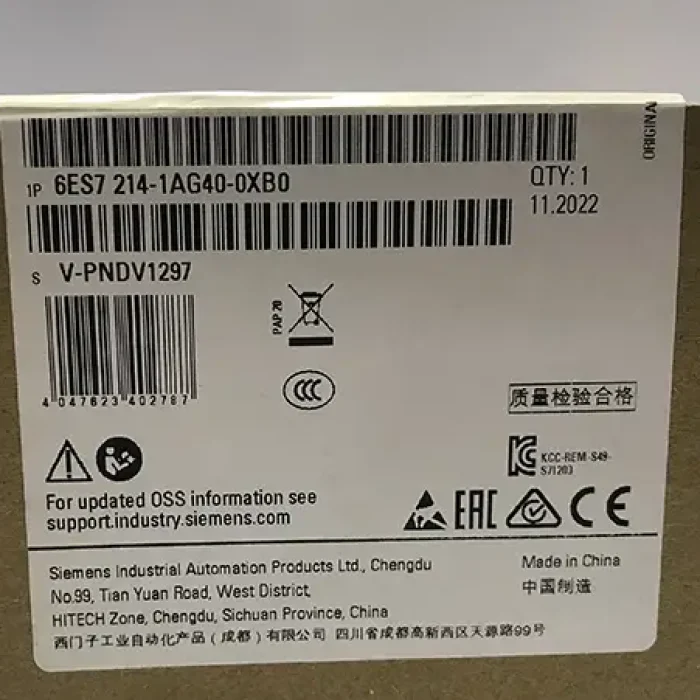 ORIGINA
1P 6ES7 214-1AG40-0XB0
QTY: 1
11.2022
S V-PNDV1297
PAP 20
4 047623 402787
CCC
质量检验合格
KCC-REM-S49-
S71203
For updated OSS information see
support.industry.siemens.com
EAC CE
Siemens Industrial Automation Products Ltd., Chengdu
Made in China
No.99, Tian Yuan Road, West District,
中国制造
HITECH Zone, Chengdu, Sichuan Province, China
西门子工业自动化产品(成都)有限公司 四川省成都高新西区天源路99号